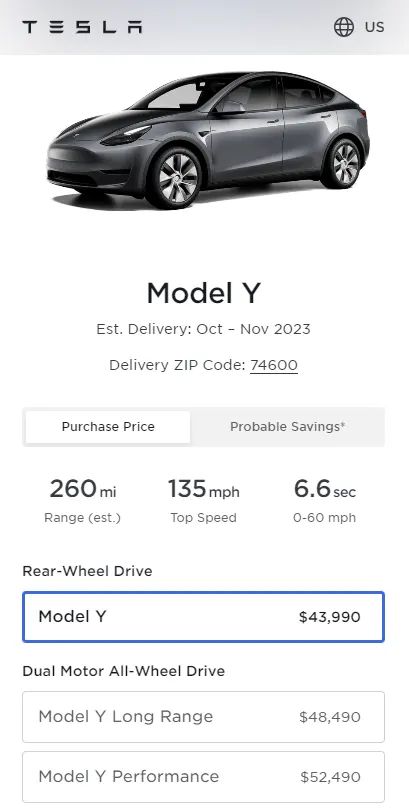 TESLA
US
Model Y
Est. Delivery: Oct – Nov 2023
Delivery ZIP Code: 74600
Purchase Price
Probable Savings*
260 mi
135 mph
6.6 sec
Range (est.)
Top Speed
0-60 mph
Rear-Wheel Drive
Model Y $43,990
Dual Motor All-Wheel Drive
Model Y Long Range $48,490
Model Y Performance $52,490